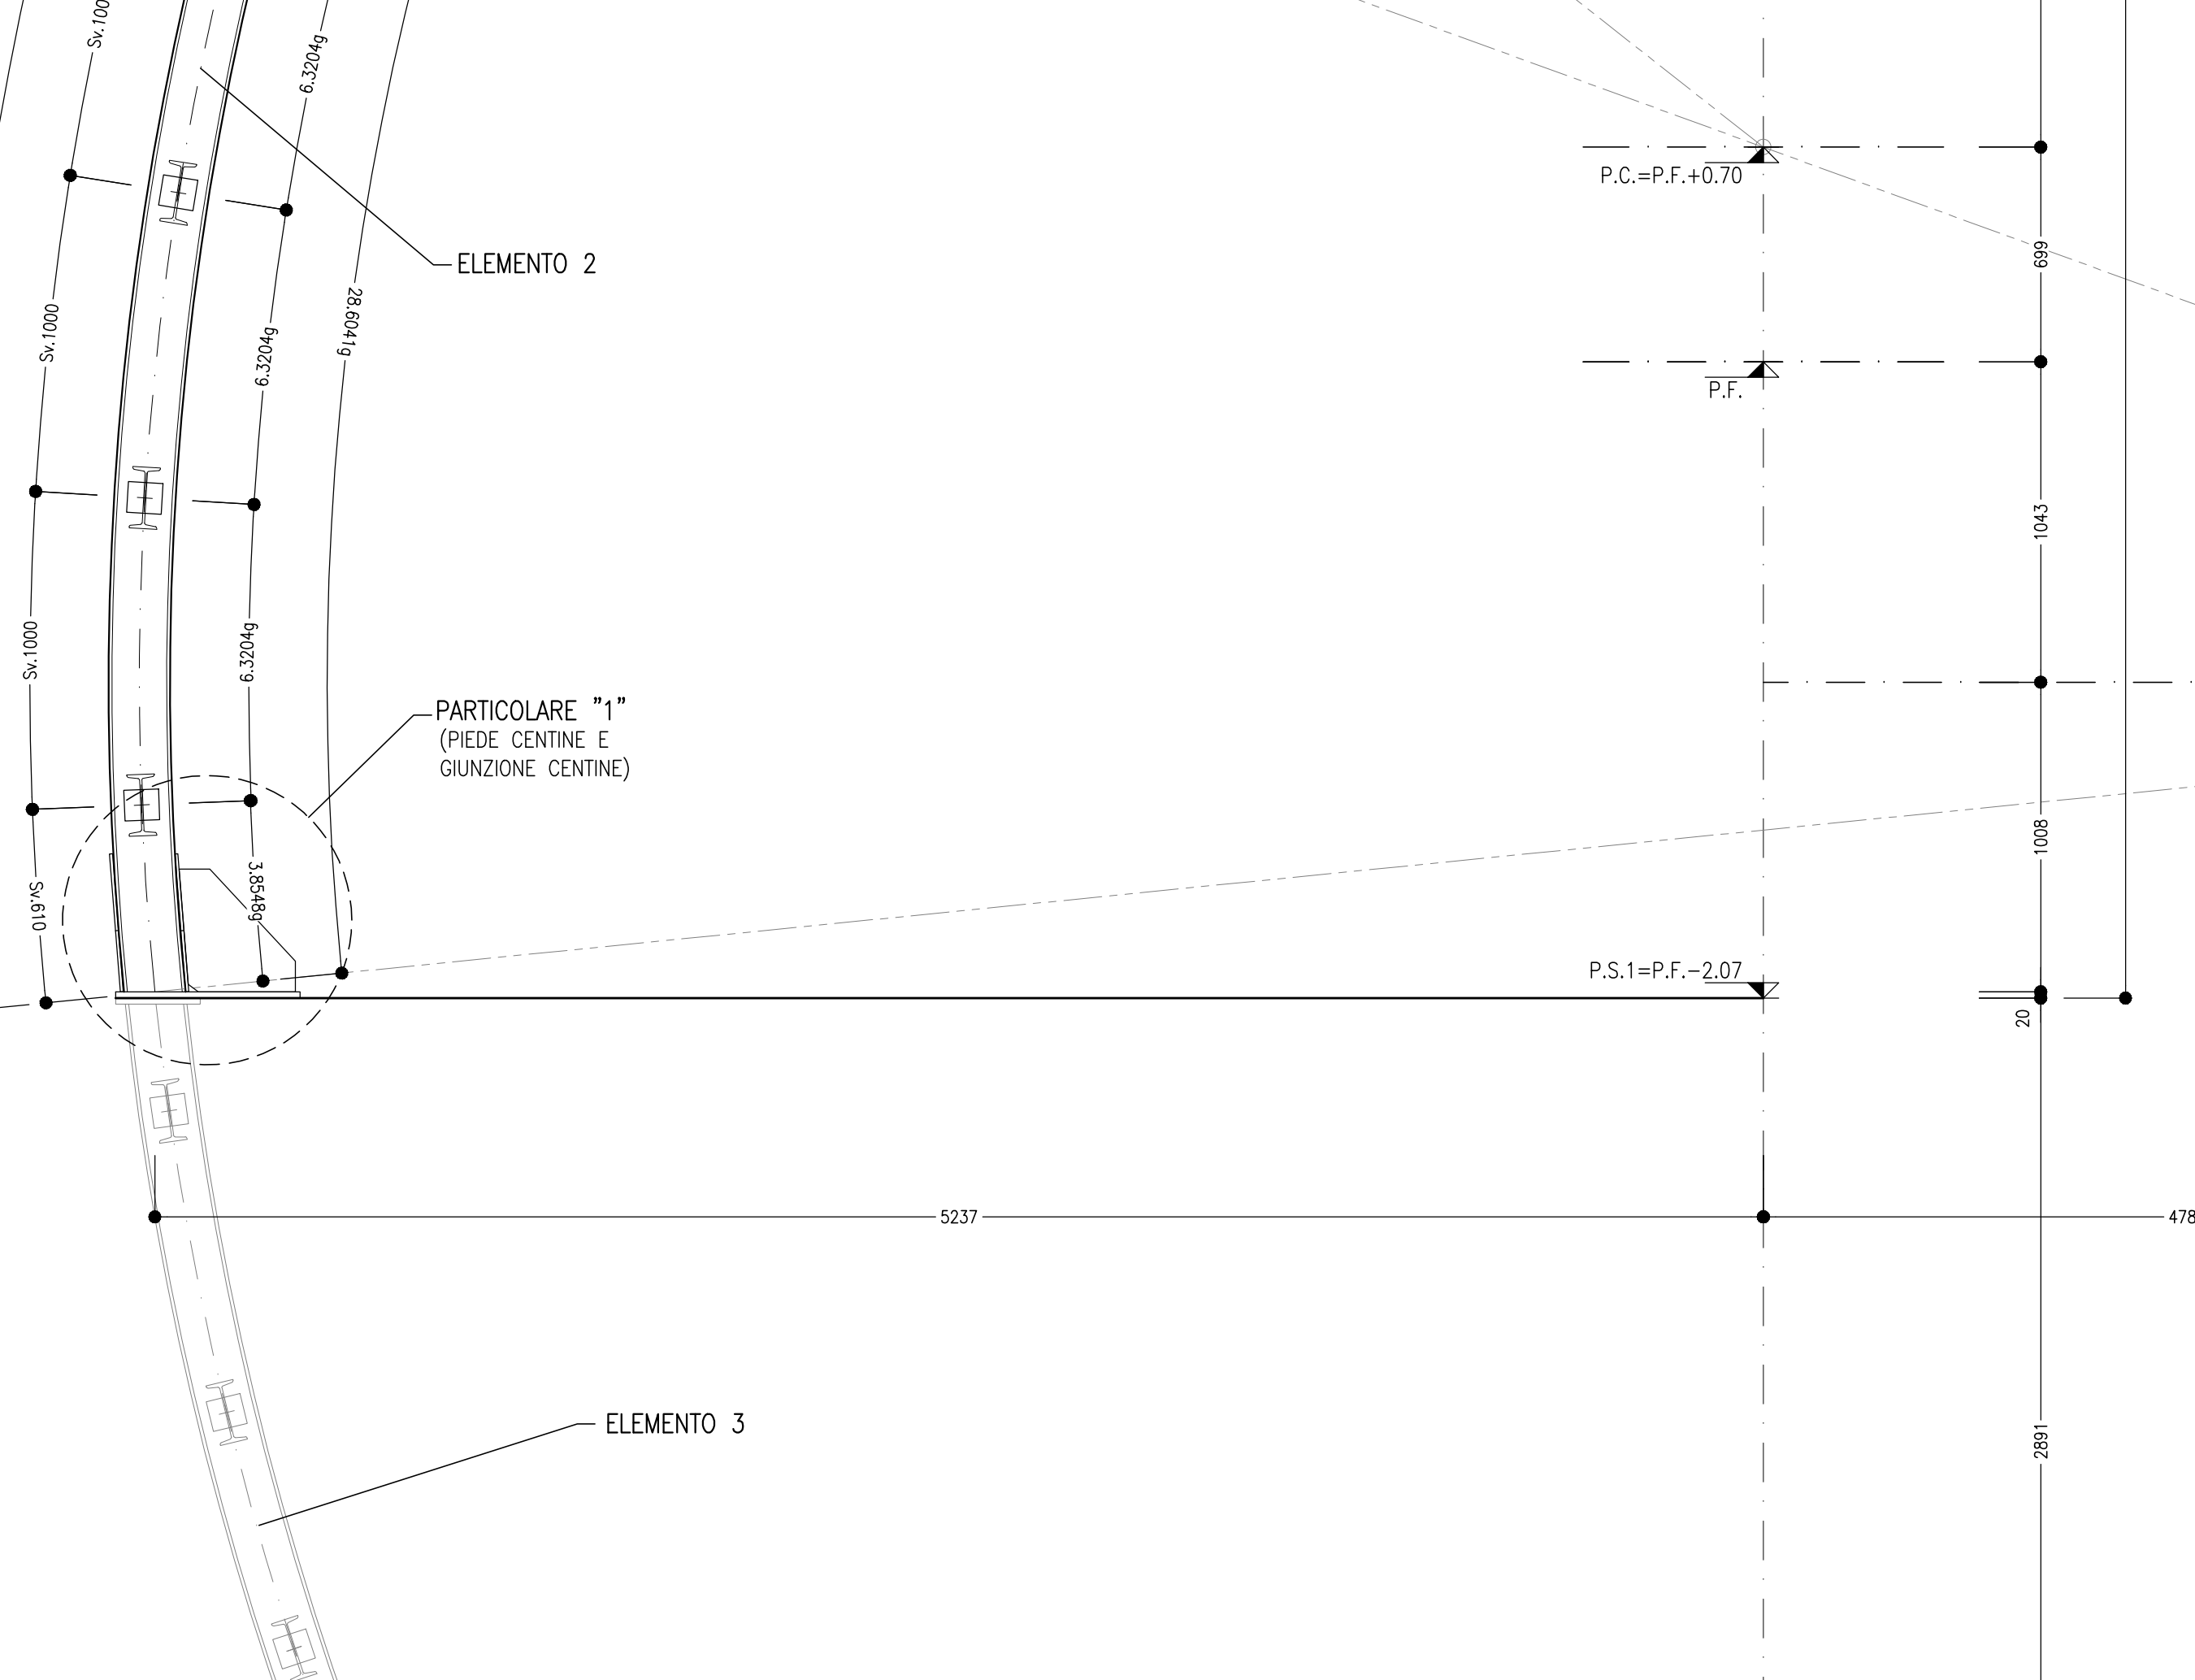 Sv.100
6.3204g
P.C.=P.F.+0.70
699
ELEMENTO 2
Sv.1000
6.3204g
28.6041g
P.F.
1043
Sv.1000
6.3204g
PARTICOLARE "1"
(PIEDE CENTINE E
GIUNZIONE CENTINE)
1008
Sv.610
3.8548g
P.S.1=P.F.-2.07
20
5237
478
ELEMENTO 3
2891